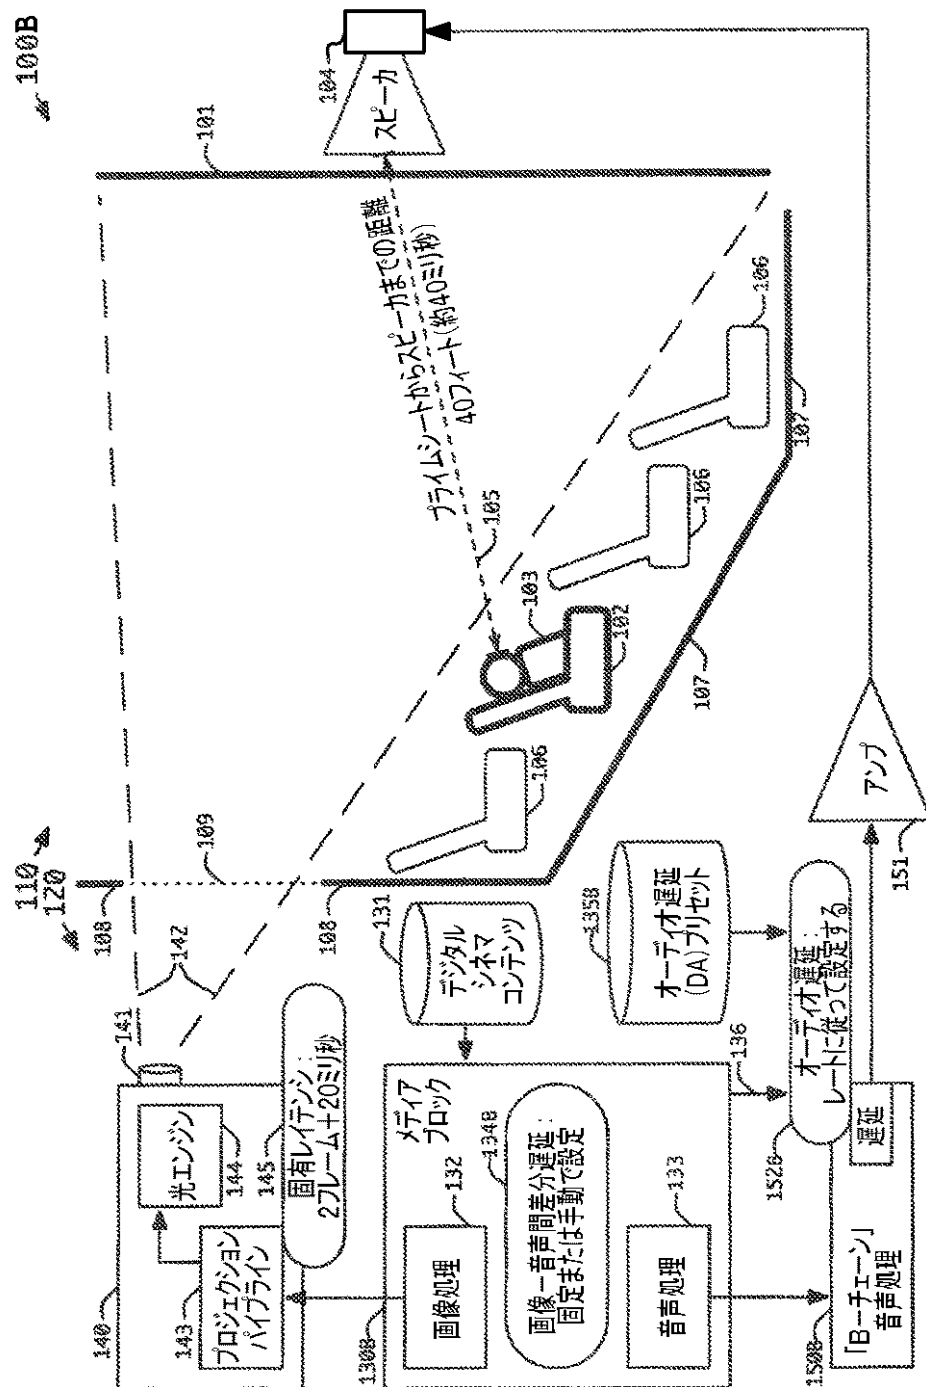 100B
110
120
140
141
142
108
109
101
104
スピーカ
プライムシートからスピーカまでの距離
40フィート(約40ミリ秒)
105
103
102
106
106
106
107
107
108
光エンジン
144
143
プロジェクション
パイプライン
145
固有レイテンシ:
2フレーム+20ミリ秒
130B
メディア
ブロック
132
画像処理
134B
画像ー音声間差分遅延:
固定または手動で設定
133
音声処理
131
デジタル
シネマ
コンテンツ
135B
オーディオ遅延
(DA)プリセット
136
152B
オーディオ遅延:
レートに従って設定する
遅延
150B
「Bーチェーン」
音声処理
アンプ
151